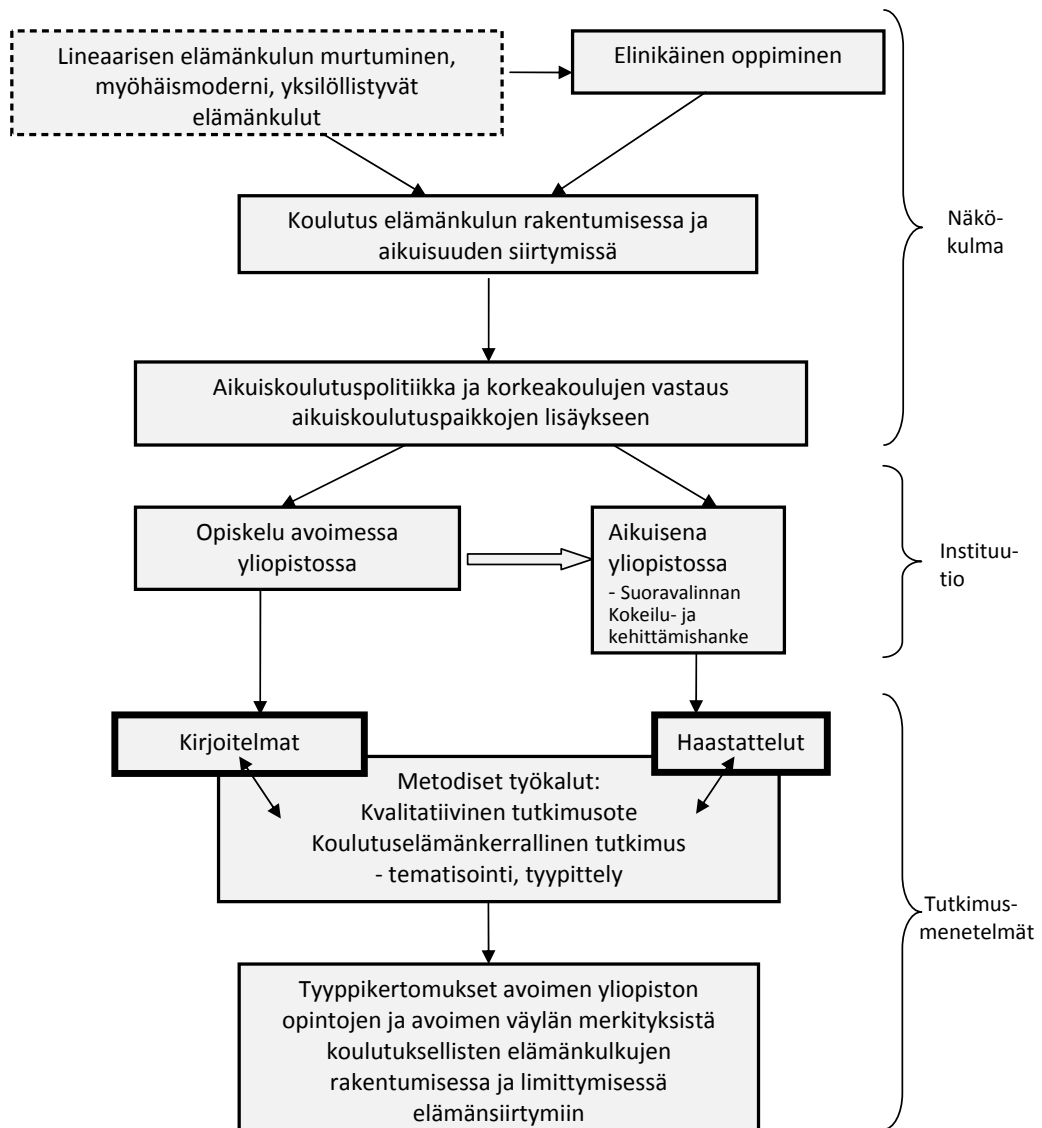 Lineaarisen elämänkulun murtuminen,
myöhäismoderni, yksilöllistyvät
elämänkulut
Elinikäinen oppiminen
Koulutus elämänkulun rakentumisessa ja
aikuisuuden siirtymissä
Näkö-
kulma
Aikuiskoulutuspolitiikka ja korkeakoulujen vastaus
aikuiskoulutuspaikkojen lisäykseen
Opiskelu avoimessa
yliopistossa
Aikuisena
yliopistossa
- Suoravalinnan
Kokeilu- ja
kehittämishanke
Instituu-
tio
Kirjoitelmat
Haastattelut
Metodiset työkalut:
Kvalitatiivinen tutkimusote
Koulutuselämänkerrallinen tutkimus
- tematisointi, tyypittely
Tutkimus-
menetelmät
Tyyppikertomukset avoimen yliopiston
opintojen ja avoimen väylän merkityksistä
koulutuksellisten elämänkulkujen
rakentumisessa ja limittymisessä
elämänsiirtymiin